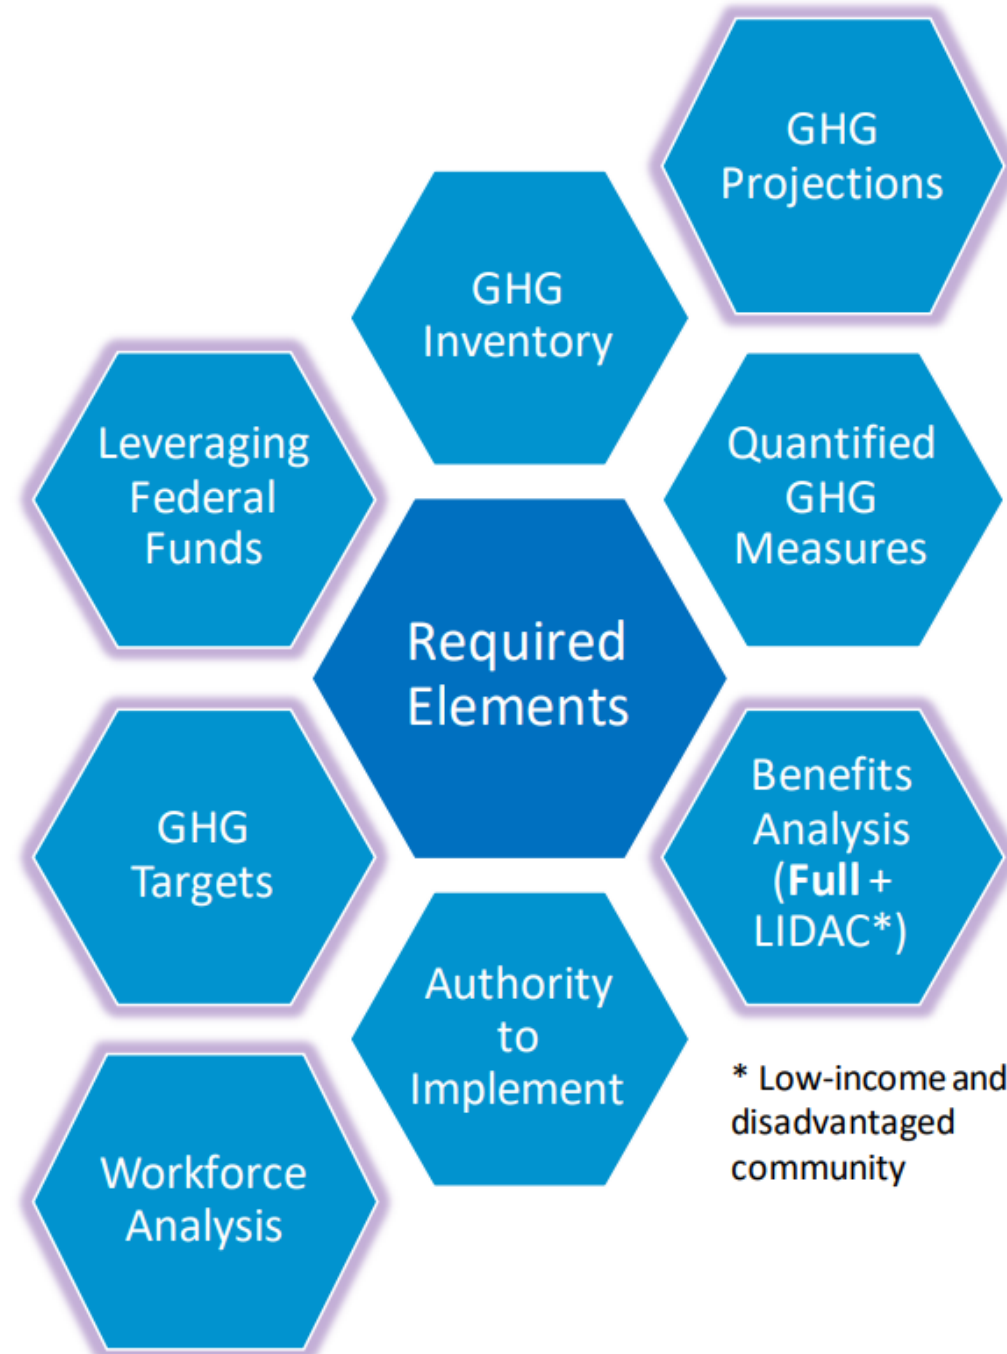 GHG
Projections
GHG
Inventory
Leveraging
Federal
Funds
Quantified
GHG
Measures
Required
Elements
GHG
Targets
Benefits
Analysis
(Full +
LIDAC*)
Authority
to
Implement
* Low-income and
disadvantaged
community
Workforce
Analysis